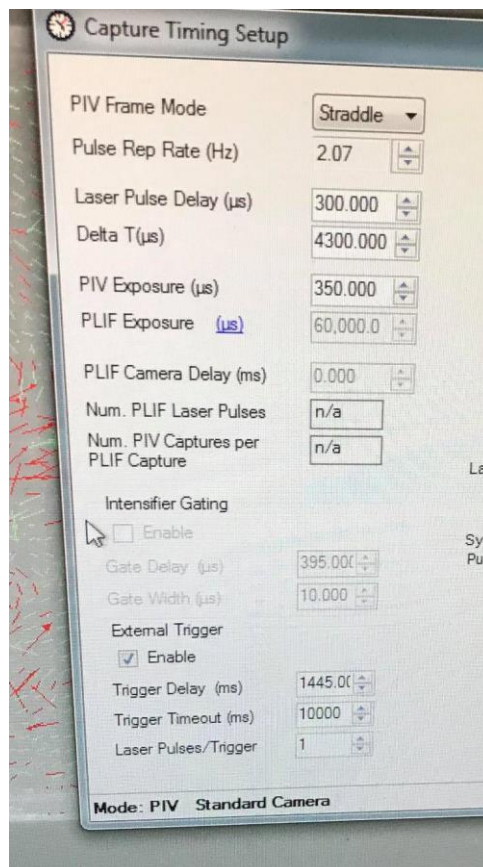 Capture Timing Setup
PIV Frame Mode Straddle
Pulse Rep Rate (Hz) 2.07
Laser Pulse Delay (µs) 300.000
Delta T(µs) 4300.000
PIV Exposure (µs) 350.000
PLIF Exposure (µs) 60,000.0
PLIF Camera Delay (ms) 0.000
Num. PLIF Laser Pulses n/a
Num. PIV Captures per
PLIF Capture n/a
La
Intensifier Gating
Enable
Sy
Pu
Gate Delay (µs) 395.00(
Gate Width (µs) 10.000
External Trigger
Enable
Trigger Delay (ms) 1445.0(
Trigger Timeout (ms) 10000
Laser Pulses/Trigger 1
Mode: PIV Standard Camera